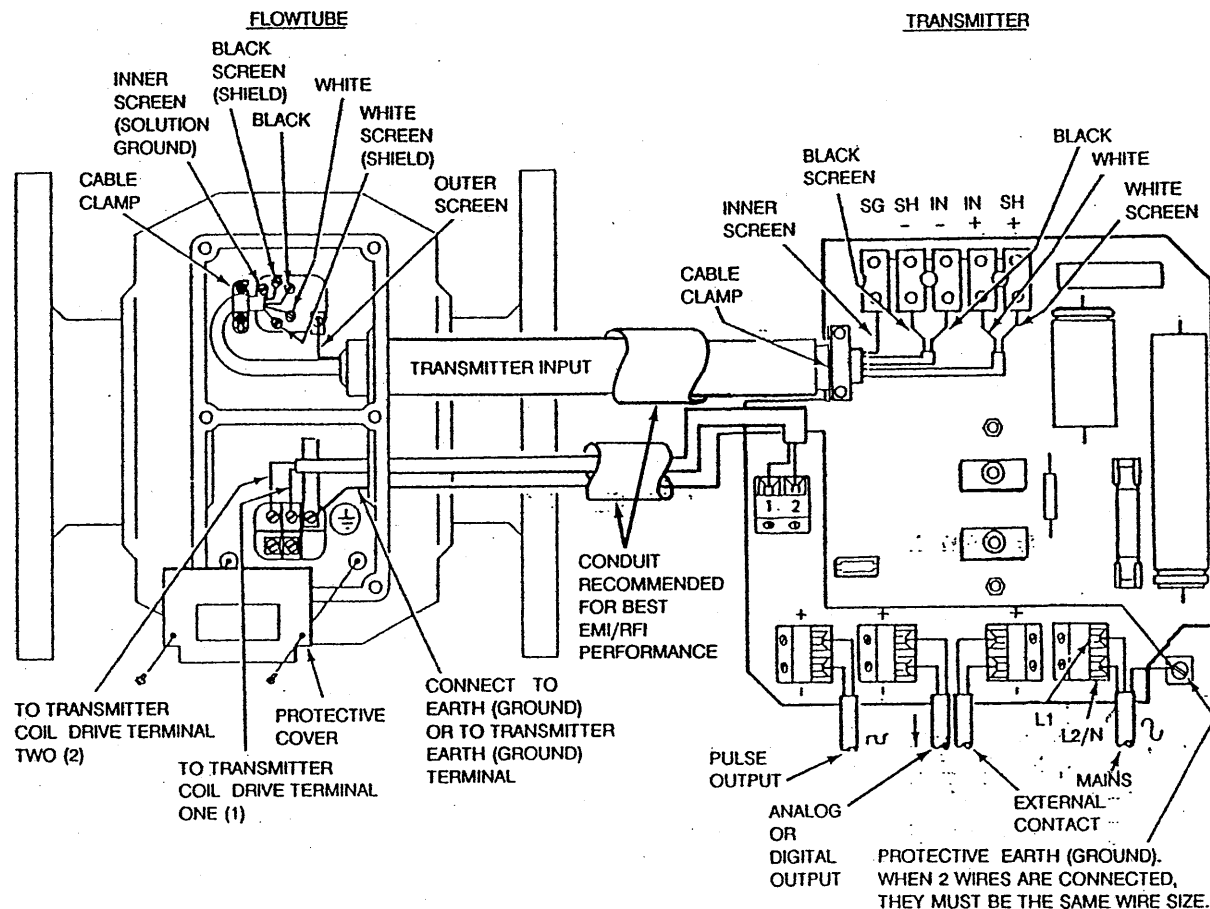 FLOWTUBE
TRANSMITTER
BLACK
SCREEN
(SHIELD)
INNER
SCREEN
(SOLUTION
GROUND)
WHITE
BLACK
WHITE
SCREEN
(SHIELD)
CABLE
CLAMP
OUTER
SCREEN
BLACK
BLACK
SCREEN
WHITE
WHITE
SCREEN
INNER
SCREEN
SG SH IN IN SH
- - + +
CABLE
CLAMP
TRANSMITTER INPUT
1 2
CONDUIT
RECOMMENDED
FOR BEST
EMI/RFI
PERFORMANCE
+ + + 
- - -
TO TRANSMITTER
COIL DRIVE TERMINAL
TWO (2)
PROTECTIVE
COVER
TO TRANSMITTER
COIL DRIVE TERMINAL
ONE (1)
CONNECT TO
EARTH (GROUND)
OR TO TRANSMITTER
EARTH (GROUND)
TERMINAL
L1
L2/N
PULSE
OUTPUT
MAINS
ANALOG
OR
DIGITAL
OUTPUT
EXTERNAL
CONTACT
PROTECTIVE EARTH (GROUND).
WHEN 2 WIRES ARE CONNECTED,
THEY MUST BE THE SAME WIRE SIZE.